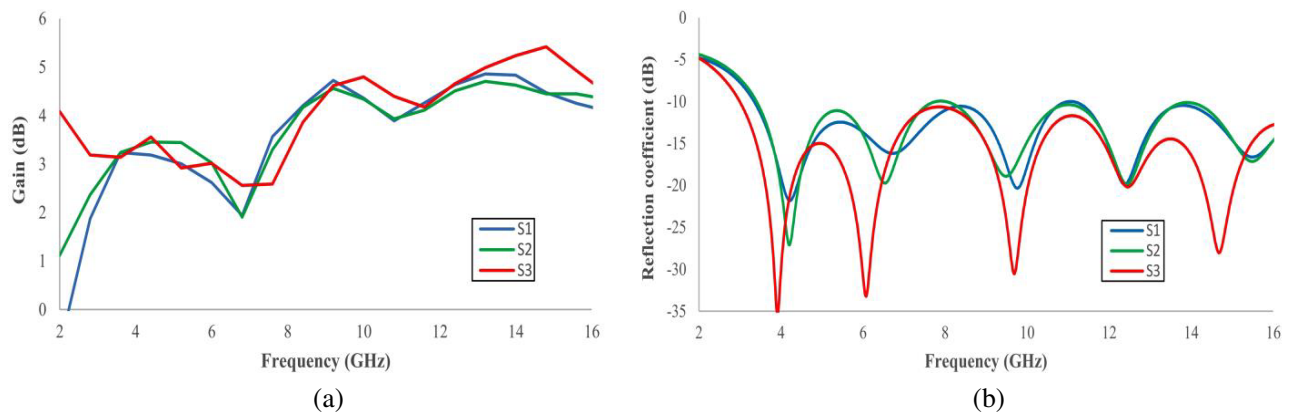 6
5
4
3
2
1
0
Gain (dB)
S1
S2
S3
2 4 6 8 10 12 14 16
Frequency (GHz)
(a)
0
-5
-10
-15
-20
-25
-30
-35
Reflection coefficient (dB)
S1
S2
S3
2 4 6 8 10 12 14 16
Frequency (GHz)
(b)